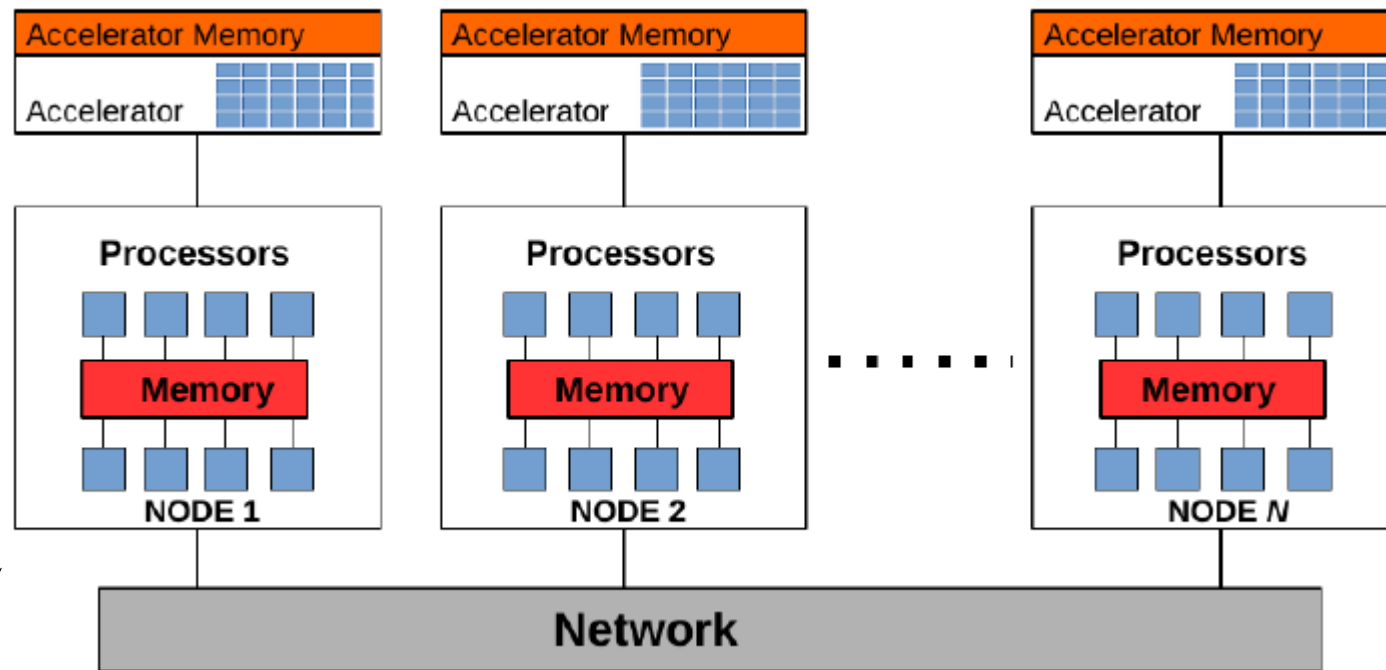 Accelerator Memory
Accelerator
Accelerator Memory
Accelerator
Accelerator Memory
Accelerator
Processors
Memory
NODE 1
Processors
Memory
NODE 2
Processors
Memory
NODE N
Network